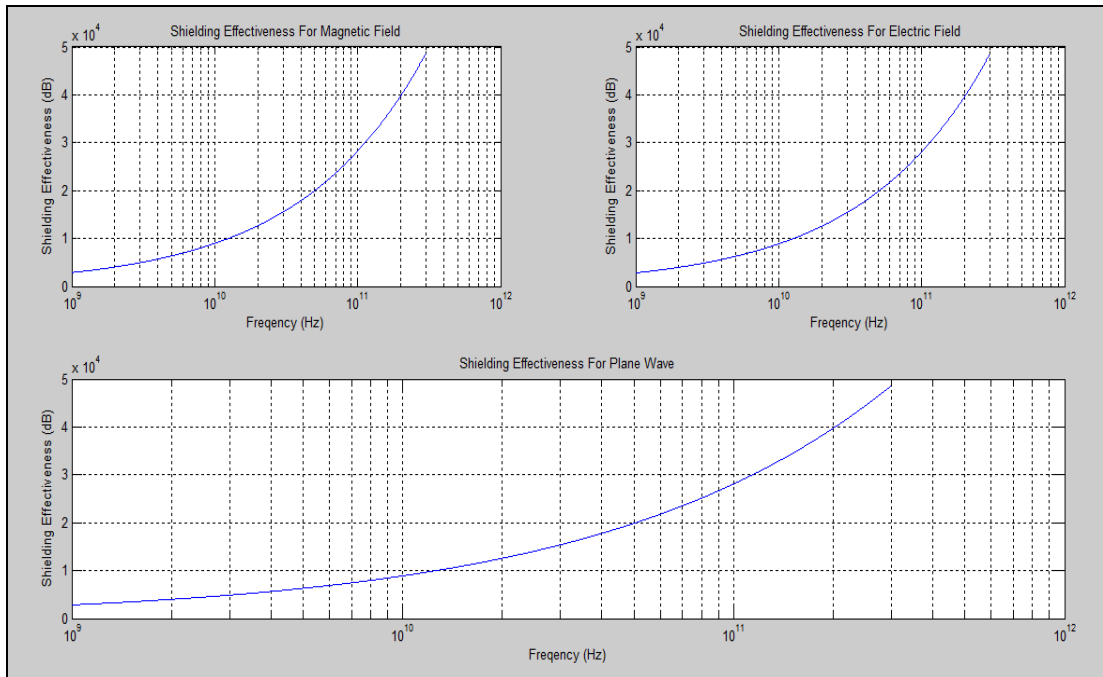 Shielding Effectiveness For Magnetic Field
x 10^4
Shielding Effectiveness (dB)
5
4
3
2
1
0
10^9
10^10
10^11
10^12
Freqency (Hz)
Shielding Effectiveness For Electric Field
x 10^4
Shielding Effectiveness (dB)
5
4
3
2
1
0
10^9
10^10
10^11
10^12
Freqency (Hz)
Shielding Effectiveness For Plane Wave
x 10^4
Shielding Effectiveness (dB)
5
4
3
2
1
0
10^9
10^10
10^11
10^12
Freqency (Hz)